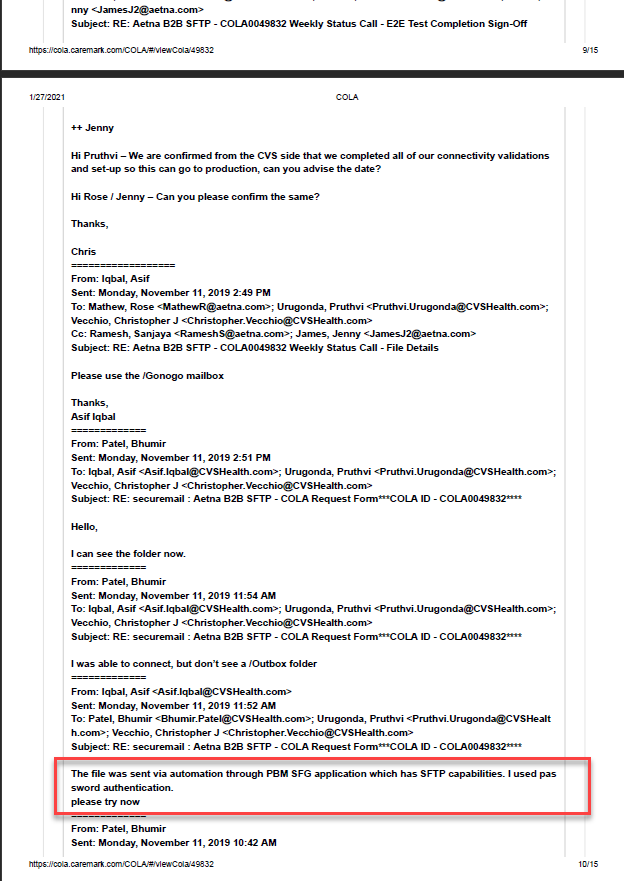 nny <JamesJ2@aetna.com>
Subject: RE: Aetna B2B SFTP - COLA0049832 Weekly Status Call - E2E Test Completion Sign-Off
https://cola.caremark.com/COLA/#/viewCola/49832
9/15
1/27/2021
COLA
++ Jenny
Hi Pruthvi – We are confirmed from the CVS side that we completed all of our connectivity validations
and set-up so this can go to production, can you advise the date?
Hi Rose / Jenny – Can you please confirm the same?
Thanks,
Chris
==================
From: Iqbal, Asif
Sent: Monday, November 11, 2019 2:49 PM
To: Mathew, Rose <MathewR@aetna.com>; Urugonda, Pruthvi <Pruthvi.Urugonda@CVSHealth.com>;
Vecchio, Christopher J <Christopher.Vecchio@CVSHealth.com>
Cc: Ramesh, Sanjaya <RameshS@aetna.com>; James, Jenny <JamesJ2@aetna.com>
Subject: RE: Aetna B2B SFTP - COLA0049832 Weekly Status Call - File Details
Please use the /Gonogo mailbox
Thanks,
Asif Iqbal
=============
From: Patel, Bhumir
Sent: Monday, November 11, 2019 2:51 PM
To: Iqbal, Asif <Asif.Iqbal@CVSHealth.com>; Urugonda, Pruthvi <Pruthvi.Urugonda@CVSHealth.com>;
Vecchio, Christopher J <Christopher.Vecchio@CVSHealth.com>
Subject: RE: securemail : Aetna B2B SFTP - COLA Request Form***COLA ID - COLA0049832****
Hello,
I can see the folder now.
=============
From: Patel, Bhumir
Sent: Monday, November 11, 2019 11:54 AM
To: Iqbal, Asif <Asif.Iqbal@CVSHealth.com>; Urugonda, Pruthvi <Pruthvi.Urugonda@CVSHealth.com>;
Vecchio, Christopher J <Christopher.Vecchio@CVSHealth.com>
Subject: RE: securemail : Aetna B2B SFTP - COLA Request Form***COLA ID - COLA0049832****
I was able to connect, but don't see a /Outbox folder
=============
From: Iqbal, Asif <Asif.Iqbal@CVSHealth.com>
Sent: Monday, November 11, 2019 11:52 AM
To: Patel, Bhumir <Bhumir.Patel@CVSHealth.com>; Urugonda, Pruthvi <Pruthvi.Urugonda@CVSHealt
h.com>; Vecchio, Christopher J <Christopher.Vecchio@CVSHealth.com>
Subject: RE: securemail : Aetna B2B SFTP - COLA Request Form***COLA ID - COLA0049832****
The file was sent via automation through PBM SFG application which has SFTP capabilities. I used pas
sword authentication.
please try now
=============
From: Patel, Bhumir
Sent: Monday, November 11, 2019 10:42 AM
https://cola.caremark.com/COLA/#/viewCola/49832
10/15